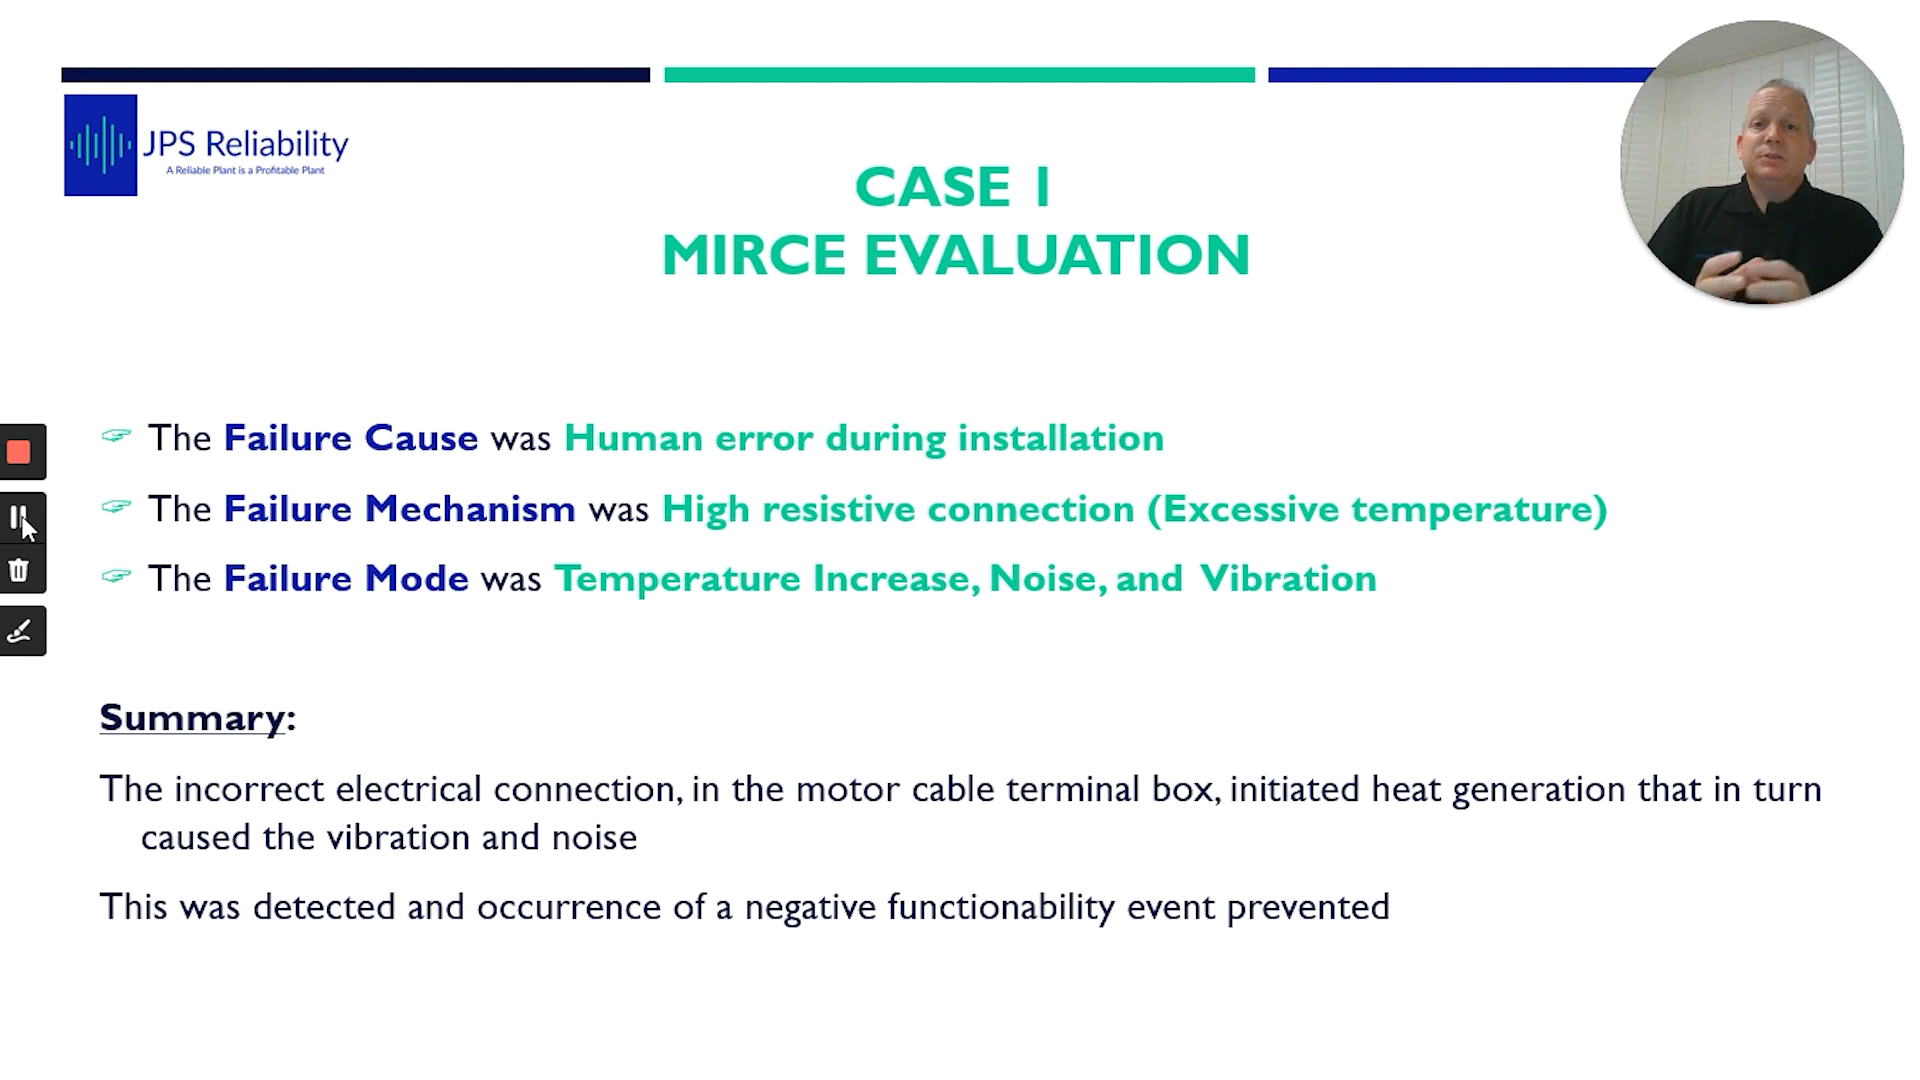 JPS Reliability
A Reliable Plant is a Profitable Plant
CASE 1
MIRCE EVALUATION
The Failure Cause was Human error during installation
The Failure Mechanism was High resistive connection (Excessive temperature)
The Failure Mode was Temperature Increase, Noise, and Vibration
Summary:
The incorrect electrical connection, in the motor cable terminal box, initiated heat generation that in turn
caused the vibration and noise
This was detected and occurrence of a negative functionability event prevented